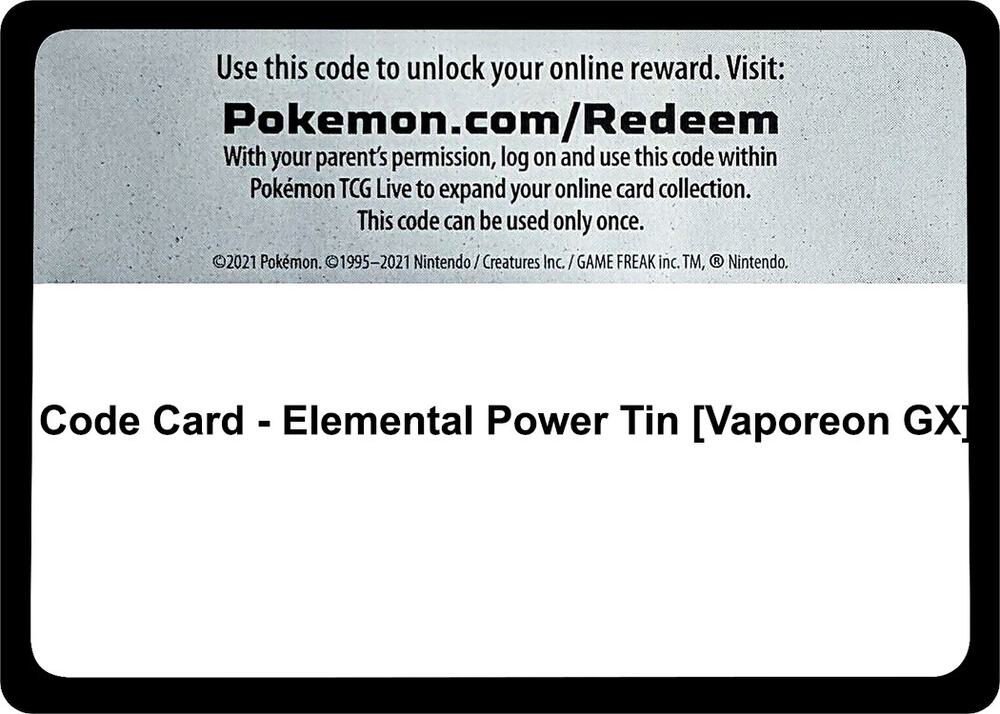 Use this code to unlock your online reward. Visit:
Pokemon.com/Redeem
With your parent's permission, log on and use this code within
Pokémon TCG Live to expand your online card collection.
This code can be used only once.
©2021 Pokémon. ©1995–2021 Nintendo / Creatures Inc. / GAME FREAK inc. TM, ® Nintendo.
Code Card - Elemental Power Tin [Vaporeon GX]